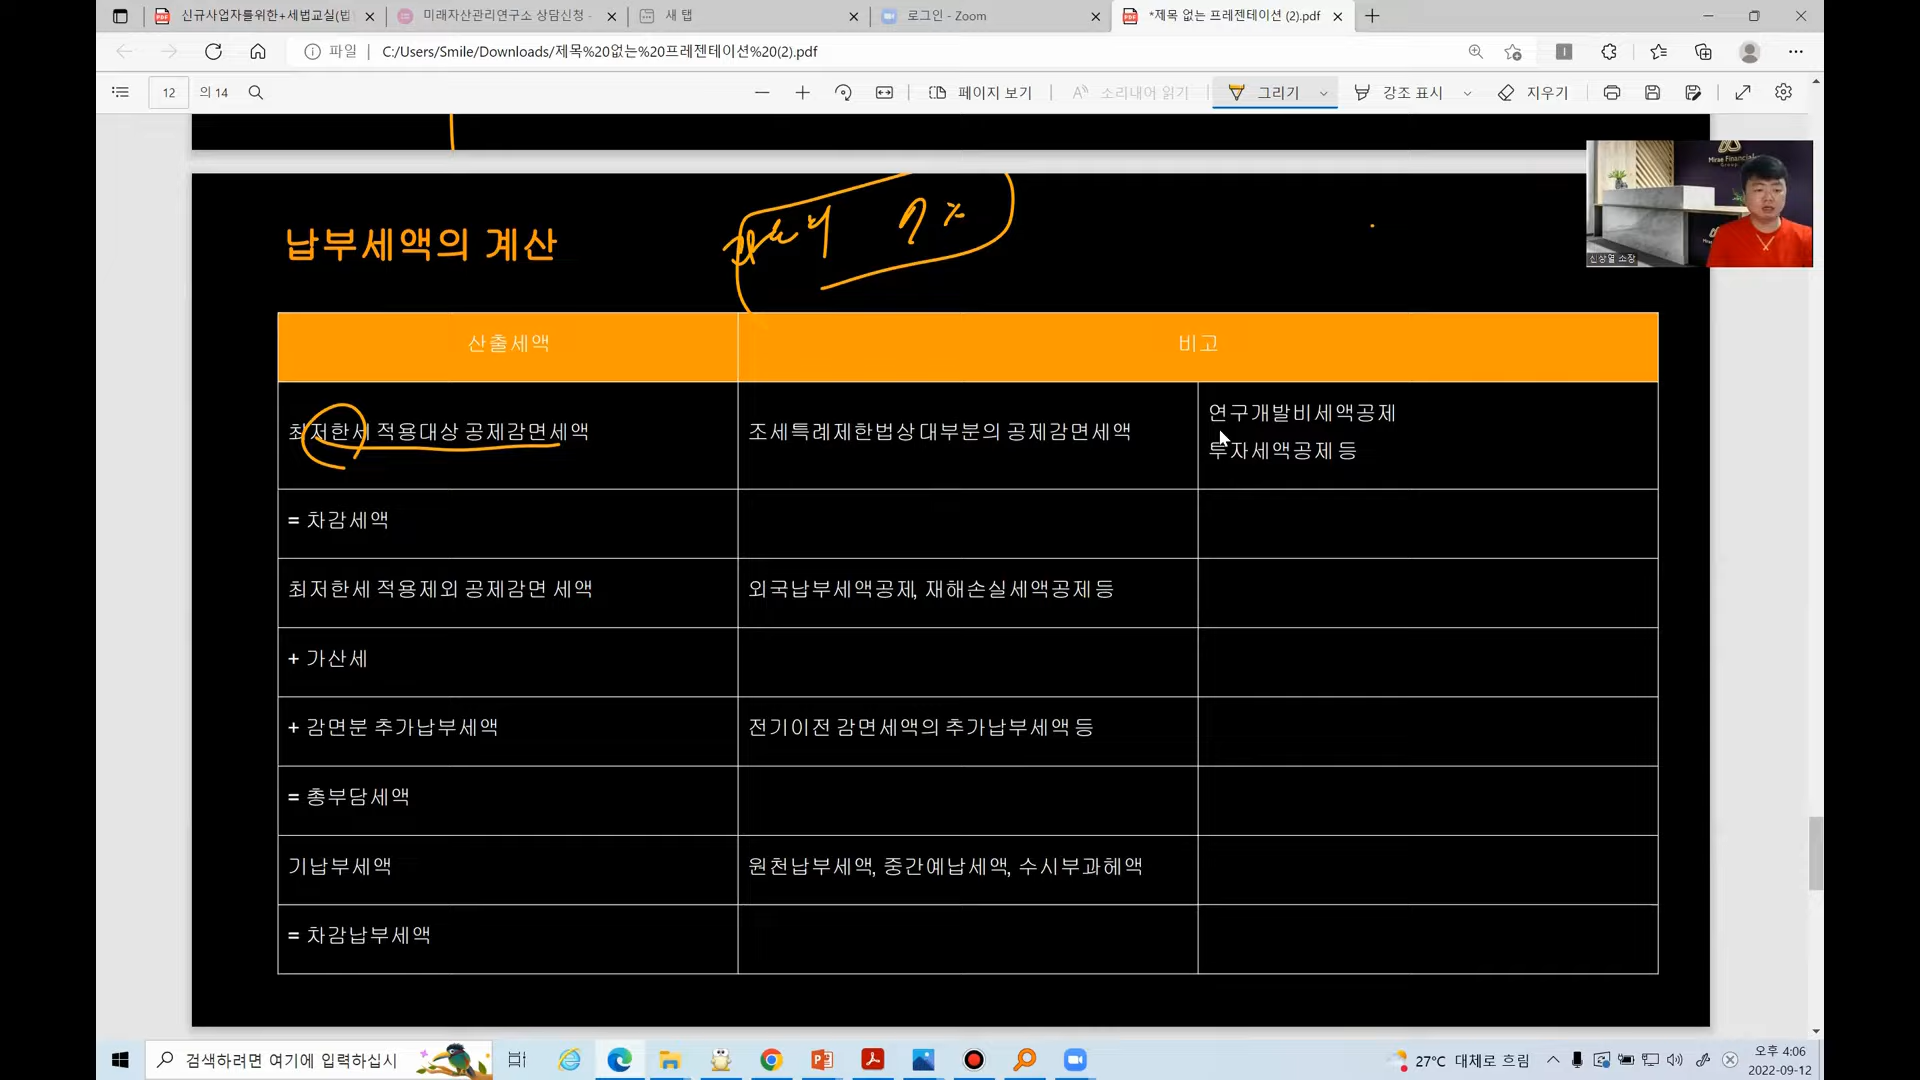 신규사업자를위한+세법교실(법
미래자산관리연구소 상담신청 -
새 탭
로그인 - Zoom
*제목 없는 프레젠테이션 (2).pdf
파일
C:/Users/Smile/Downloads/제목%20없는%20프레젠테이션%20(2).pdf
12 의 14
페이지 보기
소리내어 읽기
그리기
강조 표시
지우기
Mirae Financial
Group
신상열 소장
납부세액의 계산
7%
산출세액 비고
최저한세 적용대상 공제감면세액
조세특례제한법상 대부분의 공제감면세액
연구개발비세액공제
투자세액공제 등
= 차감세액
최저한세 적용제외 공제감면 세액
외국납부세액공제, 재해손실세액공제 등
+ 가산세
+ 감면분 추가납부세액
전기이전 감면세액의 추가납부세액 등
= 총부담세액
기납부세액
원천납부세액, 중간예납세액, 수시부과헤액
= 차감납부세액
검색하려면 여기에 입력하십시
27°C 대체로 흐림
오후 4:06
2022-09-12